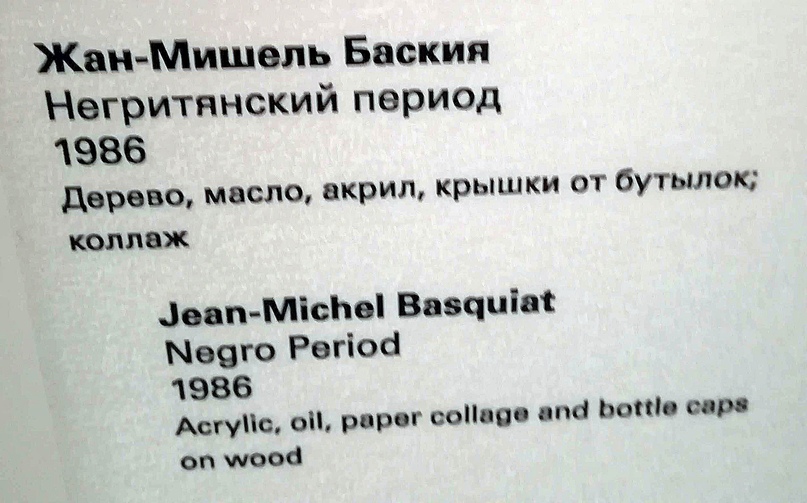 Жан-Мишель Баския
Негритянский период
1986
Дерево, масло, акрил, крышки от бутылок;
коллаж
Jean-Michel Basquiat
Negro Period
1986
Acrylic, oil, paper collage and bottle caps
on wood